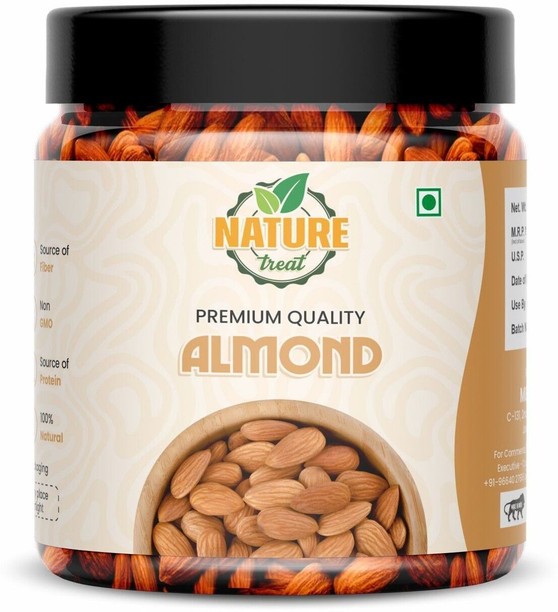 NATURE
treat
PREMIUM QUALITY
ALMOND
Source of
Fiber
Non
GMO
Source of
Protein
100%
Natural
place
Net.
M.R.P.
U.S.P.
Date of
Use By
Batch
For
Executive